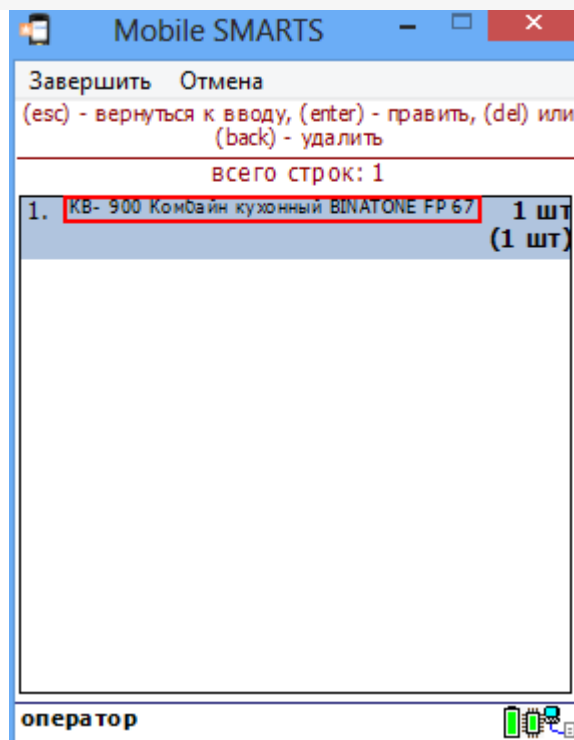 Mobile SMARTS
Завершить Отмена
(esc) - вернуться к вводу, (enter) - править, (del) или
(back) - удалить
всего строк: 1
1. КВ- 900 Комбайн кухонный BINATONE FP 67 1 шт
(1 шт)
оператор